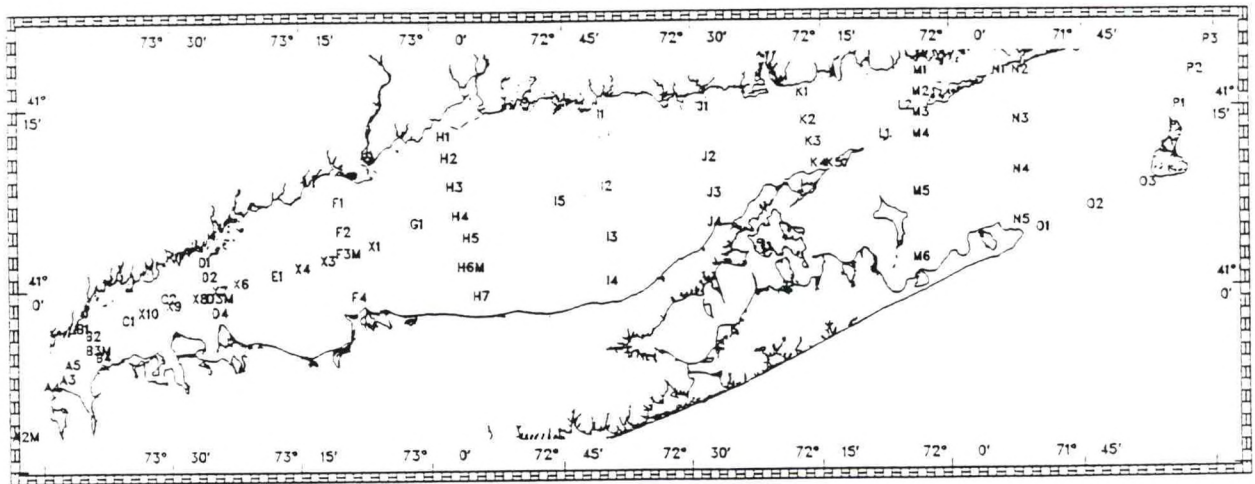 73° 30' 73° 15' 73° 0' 72° 45' 72° 30' 72° 15' 72° 0' 71° 45' P3
P2
M1 N1 N2
M2
K1
41° 15' P1 41° 15'
I1 J1 L2 M3
K2 N3
H1 L1 M4
K3
H2 J2 K4 K5
N4
H3 I2 J3 M5 O3
F1 I5 O2
H4 J4 N5 O1
G1
F2 H5 I3
X1
F3M M6
D1 X3 X4 H6M
D2 E1 I4
41° 0' X6 41° 0'
C2 X8 D3M F4 H7
X9
X10 D4
C1
B1
B2
B3M
A5
A3
A4
A2M
73° 30' 73° 15' 73° 0' 72° 45' 72° 30' 72° 15' 72° 0' 71° 45'